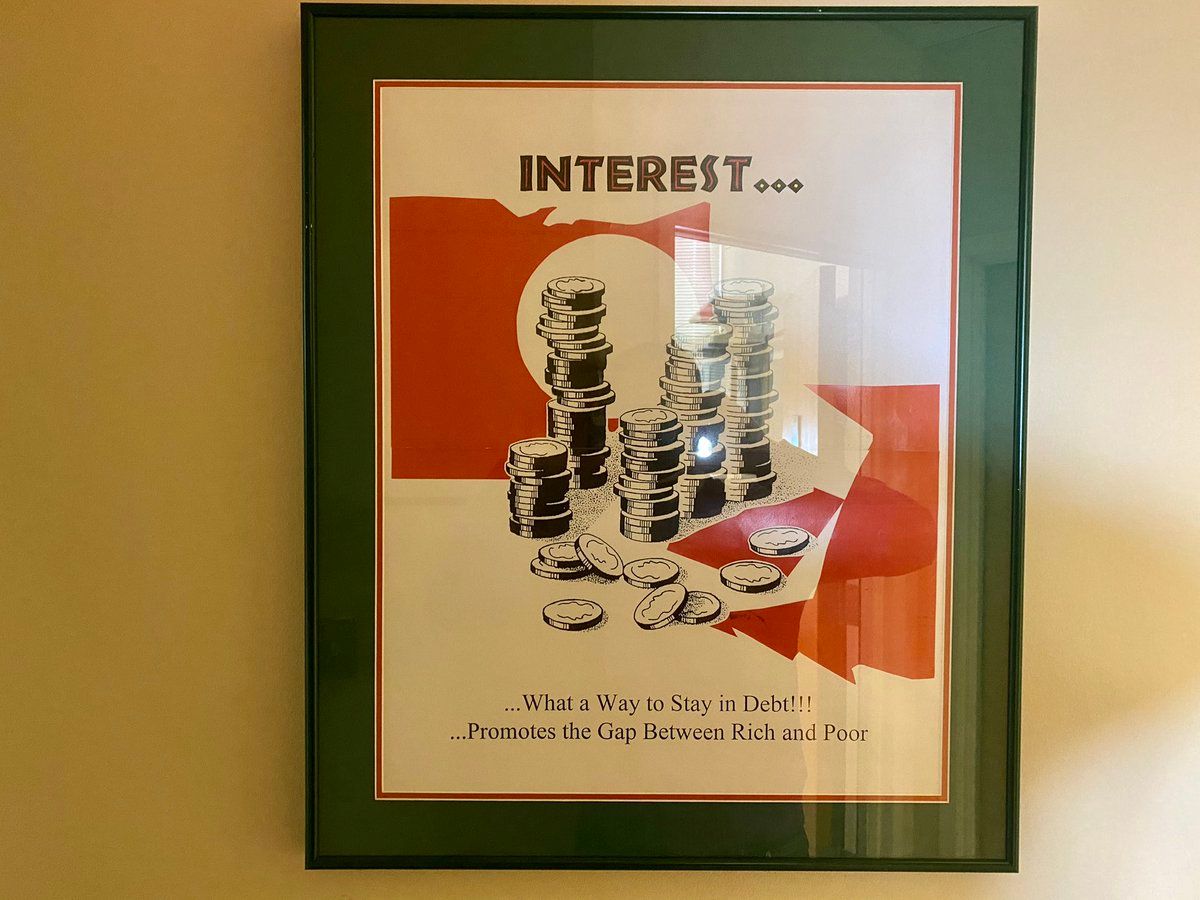 INTEREST...
...What a Way to Stay in Debt!!!
...Promotes the Gap Between Rich and Poor